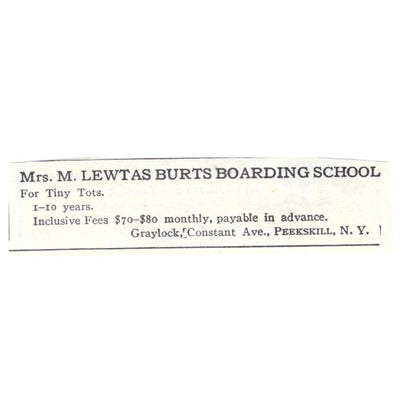 Mrs. M. LEWTAS BURTS BOARDING SCHOOL
For Tiny Tots.
1-10 years.
Inclusive Fees $70-$80 monthly, payable in advance.
Graylock, Constant Ave., PEEKSKILL, N. Y.